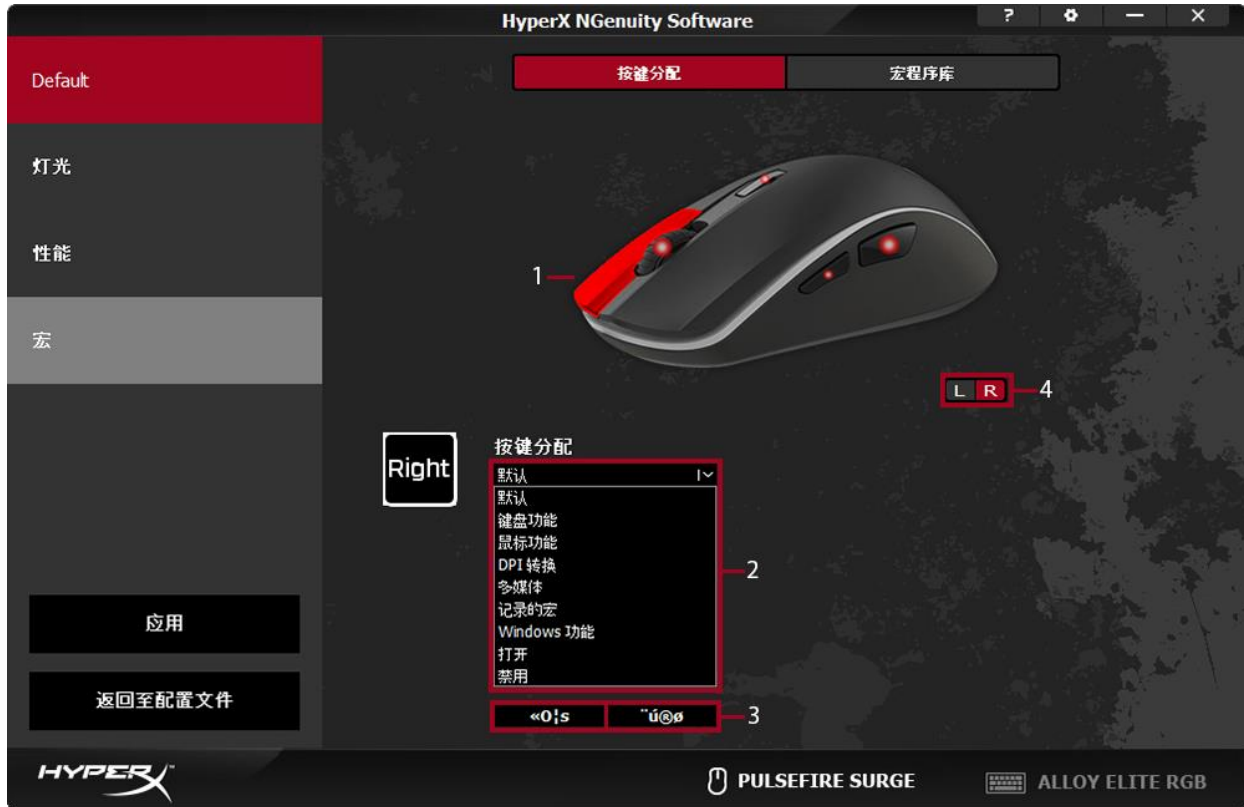 HyperX NGenuity Software
?
Default
灯光
性能
宏
应用
返回至配置文件
按键分配
宏程序库
1
L R
4
Right
按键分配
默认
默认
键盘功能
鼠标功能
DPI 转换
多媒体
记录的宏
Windows 功能
打开
禁用
2
«O¦s
¨ú®ø
3
HYPERX
PULSEFIRE SURGE
ALLOY ELITE RGB